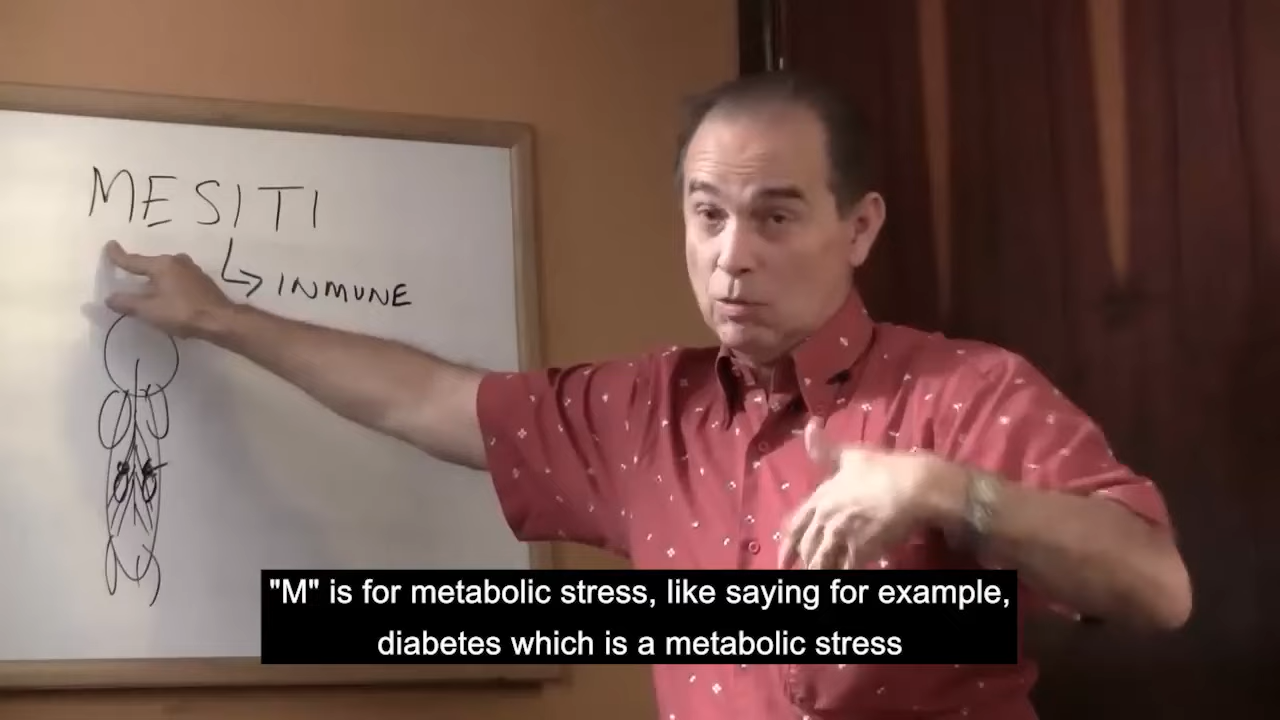 MESITI
INMUNE
"M" is for metabolic stress, like saying for example,
diabetes which is a metabolic stress